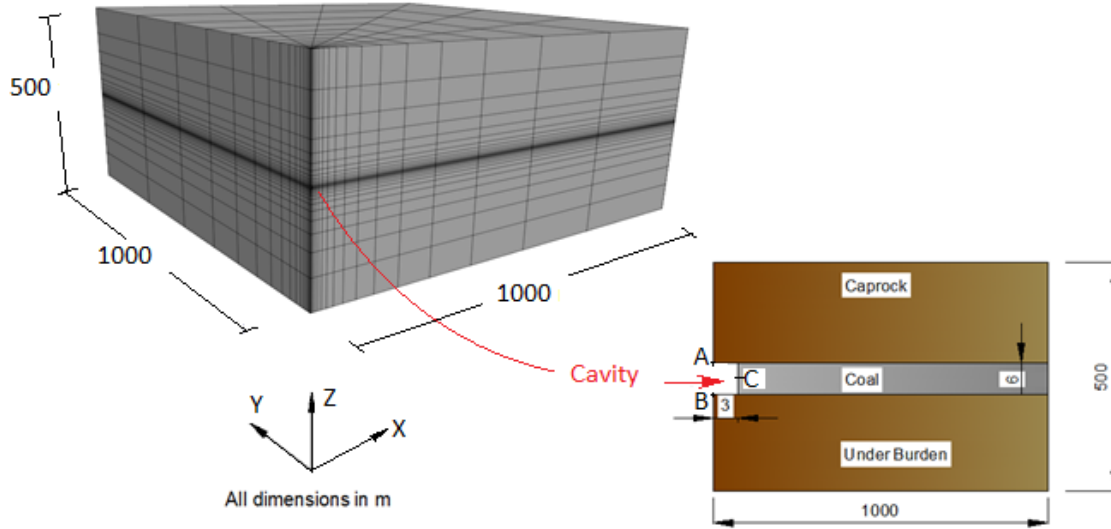 500
1000
1000
Z
Y
X
All dimensions in m
Cavity
Caprock
A
C
Coal
6
B
3
Under Burden
500
1000